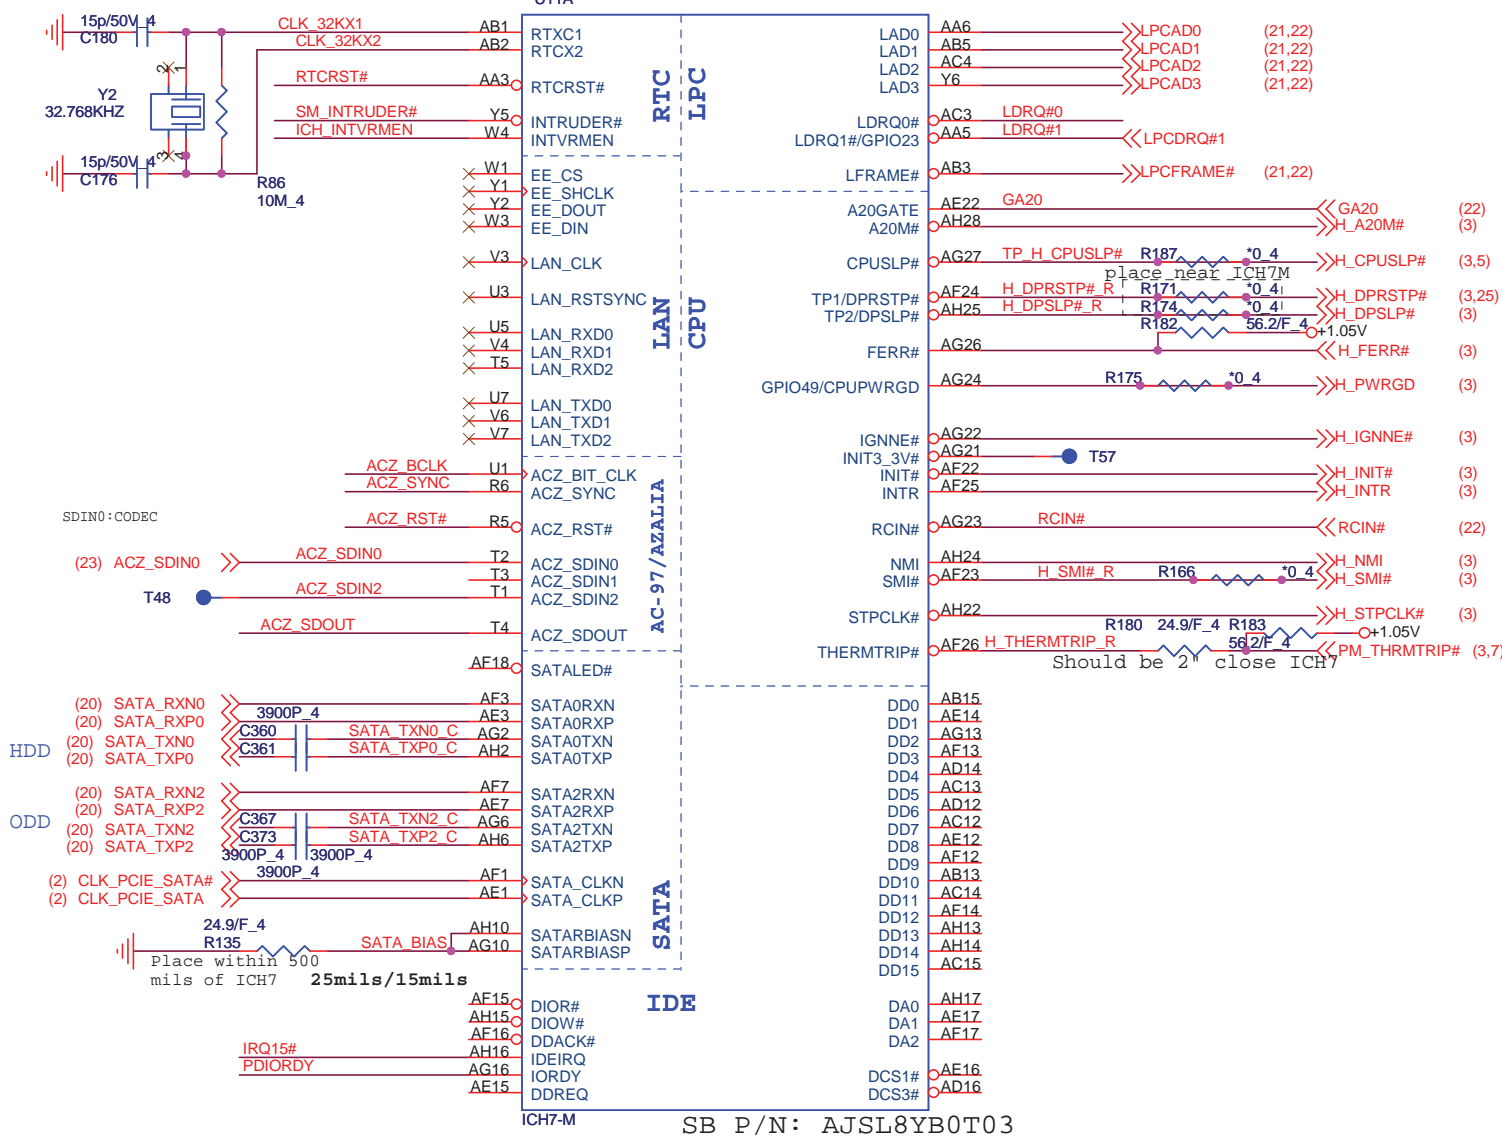 U11A
15p/50V_4
C180
CLK_32KX1
CLK_32KX2
AB1
AB2
RTXC1
RTCX2
RTCRST#
AA3
RTCRST#
Y2
32.768KHZ
2
1
3
4
SM_INTRUDER#
Y5
INTRUDER#
ICH_INTVRMEN
W4
INTVRMEN
15p/50V_4
C176
R86
10M_4
RTC
LPC
W1 EE_CS
Y1 EE_SHCLK
Y2 EE_DOUT
W3 EE_DIN
V3 LAN_CLK
U3 LAN_RSTSYNC
U5 LAN_RXD0
V4 LAN_RXD1
T5 LAN_RXD2
U7 LAN_TXD0
V6 LAN_TXD1
V7 LAN_TXD2
LAN
CPU
ACZ_BCLK U1 ACZ_BIT_CLK
ACZ_SYNC R6 ACZ_SYNC
SDIN0:CODEC
ACZ_RST# R5 ACZ_RST#
(23) ACZ_SDIN0 ACZ_SDIN0 T2 ACZ_SDIN0
T3 ACZ_SDIN1
T48 ACZ_SDIN2 T1 ACZ_SDIN2
ACZ_SDOUT T4 ACZ_SDOUT
AC-97/AZALIA
AF18 SATALED#
(20) SATA_RXN0 AF3 SATA0RXN
(20) SATA_RXP0 3900P_4 AE3 SATA0RXP
HDD
(20) SATA_TXN0 C360 SATA_TXN0_C AG2 SATA0TXN
(20) SATA_TXP0 C361 SATA_TXP0_C AH2 SATA0TXP
(20) SATA_RXN2 AF7 SATA2RXN
(20) SATA_RXP2 AE7 SATA2RXP
ODD
(20) SATA_TXN2 C367 SATA_TXN2_C AG6 SATA2TXN
(20) SATA_TXP2 C373 SATA_TXP2_C AH6 SATA2TXP
3900P_4 3900P_4
3900P_4
(2) CLK_PCIE_SATA# AF1 SATA_CLKN
(2) CLK_PCIE_SATA AE1 SATA_CLKP
SATA
24.9/F_4
R135
SATA_BIAS
AH10 SATARBIASN
AG10 SATARBIASP
Place within 500
mils of ICH7
25mils/15mils
IDE
AF15 DIOR#
AH15 DIOW#
AF16 DDACK#
IRQ15# AH16 IDEIRQ
PDIORDY AG16 IORDY
AE15 DDREQ
LAD0 AA6 LPCAD0 (21,22)
LAD1 AB5 LPCAD1 (21,22)
LAD2 AC4 LPCAD2 (21,22)
LAD3 Y6 LPCAD3 (21,22)
LDRQ0# AC3 LDRQ#0
LDRQ1#/GPIO23 AA5 LDRQ#1 LPCDRQ#1
LFRAME# AB3 LPCFRAME# (21,22)
A20GATE AE22 GA20 GA20 (22)
A20M# AH28 H_A20M# (3)
CPUSLP# AG27 TP_H_CPUSLP# R187 *0_4 H_CPUSLP# (3,5)
place near ICH7M
TP1/DPRSTP# AF24 H_DPRSTP#_R R171 *0_4 H_DPRSTP# (3,25)
TP2/DPSLP# AH25 H_DPSLP#_R R174 *0_4 H_DPSLP# (3)
R182 56.2/F_4 +1.05V
FERR# AG26 H_FERR# (3)
GPIO49/CPUPWRGD AG24 R175 *0_4 H_PWRGD (3)
IGNNE# AG22 H_IGNNE# (3)
INIT3_3V# AG21 T57
INIT# AF22 H_INIT# (3)
INTR AF25 H_INTR (3)
RCIN# AG23 RCIN# RCIN# (22)
NMI AH24 H_NMI (3)
SMI# AF23 H_SMI#_R R166 *0_4 H_SMI# (3)
STPCLK# AH22 H_STPCLK# (3)
R180 24.9/F_4 R183 +1.05V
THERMTRIP# AF26 H_THERMTRIP_R 56.2/F_4 PM_THRMTRIP# (3,7)
Should be 2" close ICH7
DD0 AB15
DD1 AE14
DD2 AG13
DD3 AF13
DD4 AD14
DD5 AC13
DD6 AD12
DD7 AC12
DD8 AE12
DD9 AF12
DD10 AB13
DD11 AC14
DD12 AF14
DD13 AH13
DD14 AH14
DD15 AC15
DA0 AH17
DA1 AE17
DA2 AF17
DCS1# AE16
DCS3# AD16
ICH7-M
SB P/N: AJSL8YB0T03